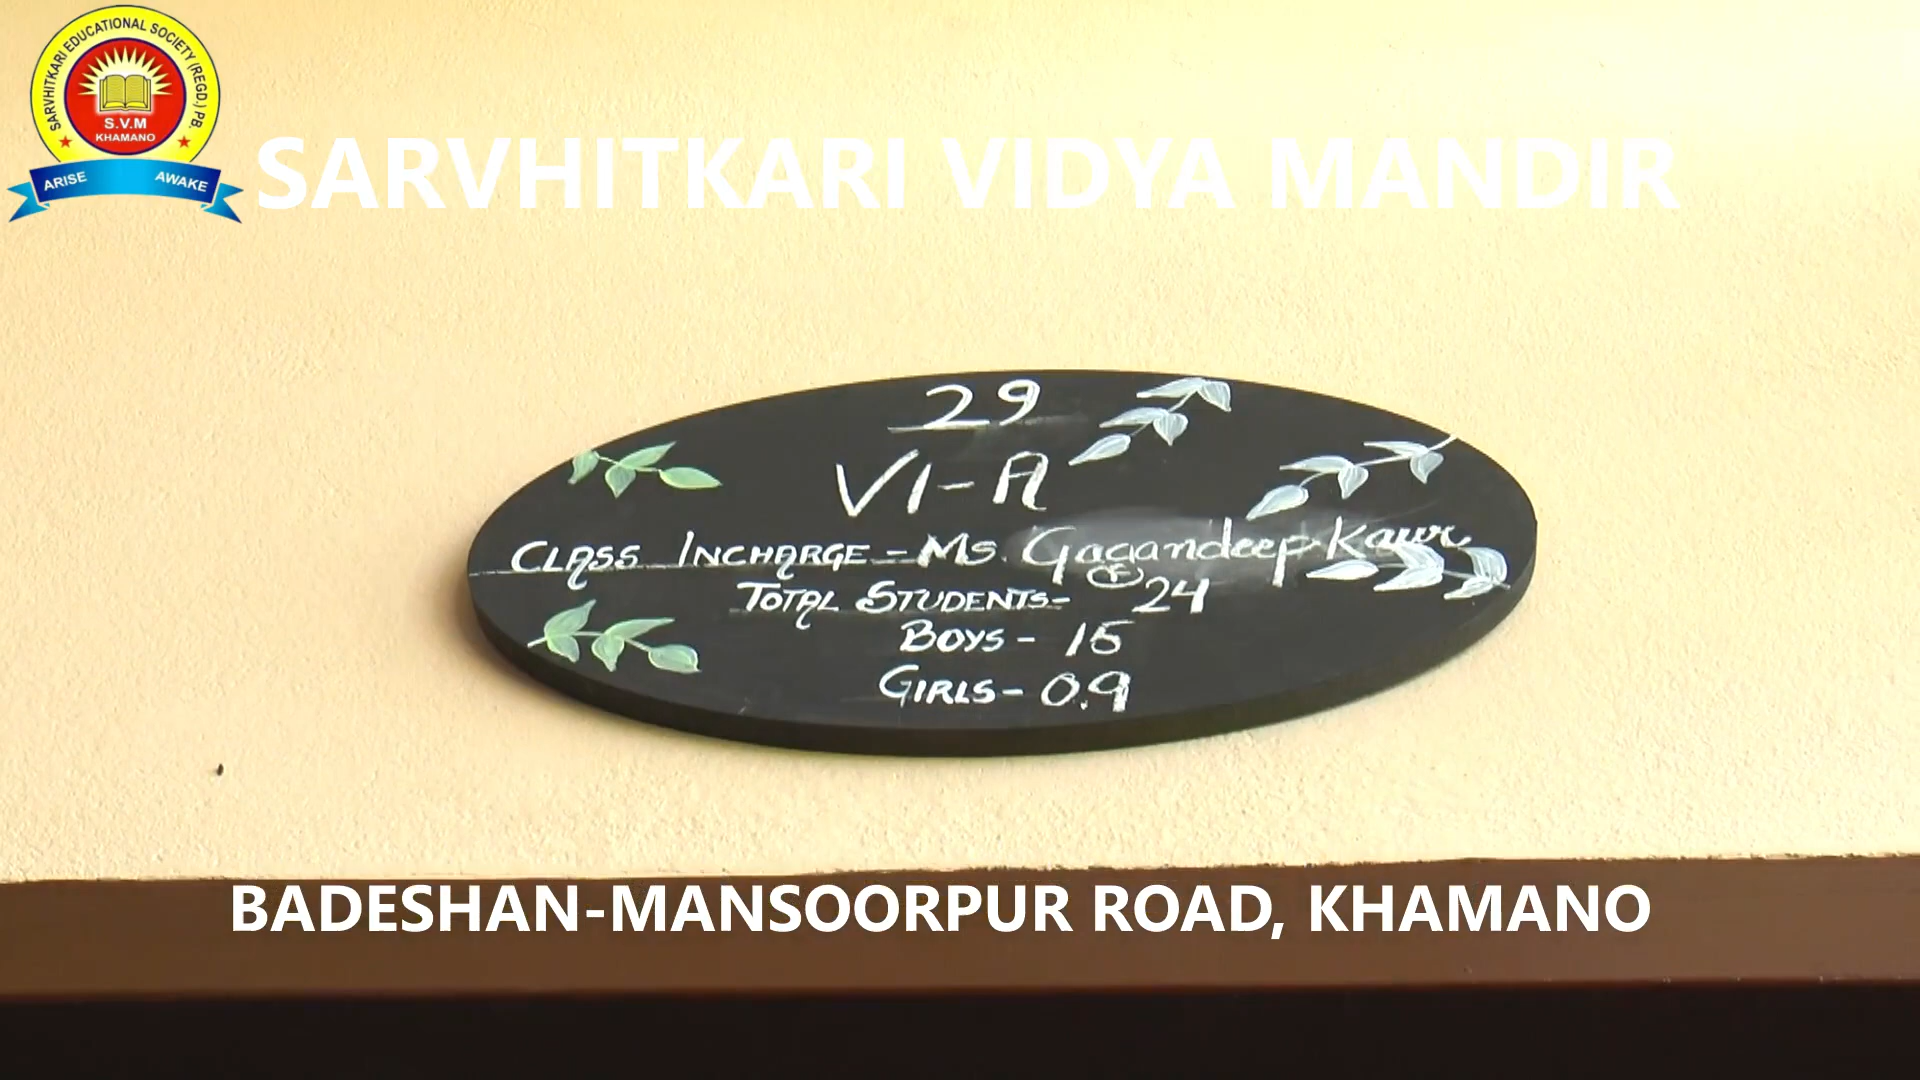 SARVHITKARI EDUCATIONAL SOCIETY (REGD.) PB.
S.V.M
KHAMANO
ARISE AWAKE
SARVHITKARI VIDYA MANDIR
29
VI-A
CLASS INCHARGE - MS. Gagandeep Kaur
TOTAL STUDENTS- 24
BOYS - 15
GIRLS - 0.9
BADESHAN-MANSOORPUR ROAD, KHAMANO